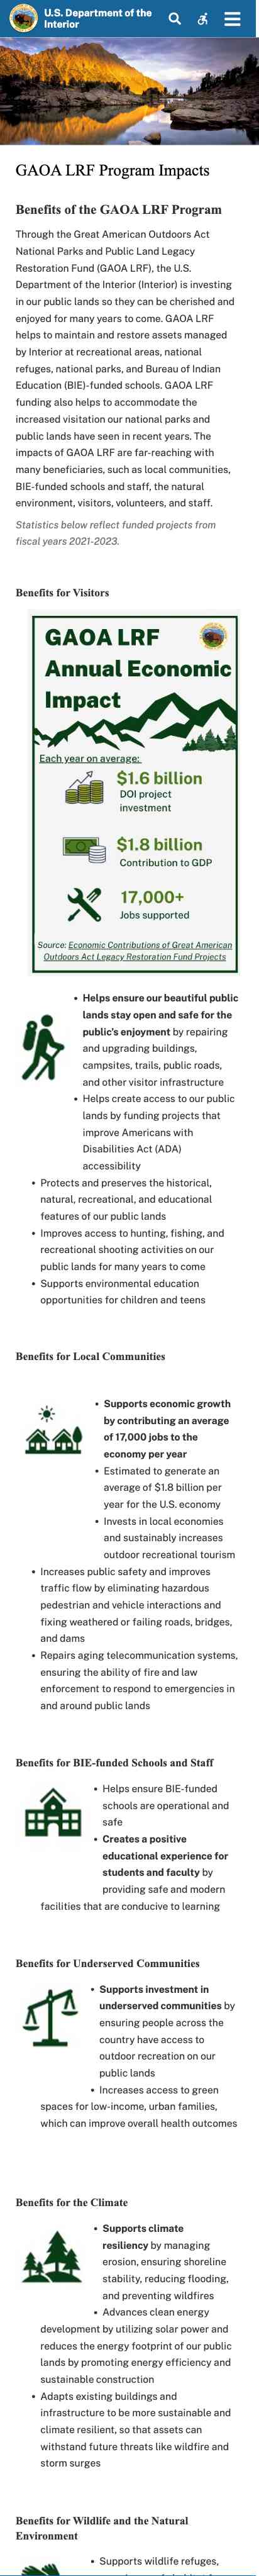 U.S. Department of the
Interior
GAOA LRF Program Impacts
Benefits of the GAOA LRF Program
Through the Great American Outdoors Act
National Parks and Public Land Legacy
Restoration Fund (GAOA LRF), the U.S.
Department of the Interior (Interior) is investing
in our public lands so they can be cherished and
enjoyed for many years to come. GAOA LRF
helps to maintain and restore assets managed
by Interior at recreational areas, national
refuges, national parks, and Bureau of Indian
Education (BIE)-funded schools. GAOA LRF
funding also helps to accommodate the
increased visitation our national parks and
public lands have seen in recent years. The
impacts of GAOA LRF are far-reaching with
many beneficiaries, such as local communities,
BIE-funded schools and staff, the natural
environment, visitors, volunteers, and staff.
Statistics below reflect funded projects from
fiscal years 2021-2023.
Benefits for Visitors
GAOA LRF
Annual Economic
Impact
Each year on average:
$1.6 billion
DOI project
investment
$1.8 billion
Contribution to GDP
17,000+
Jobs supported
Source: Economic Contributions of Great American
Outdoors Act Legacy Restoration Fund Projects
• Helps ensure our beautiful public
lands stay open and safe for the
public's enjoyment by repairing
and upgrading buildings,
campsites, trails, public roads,
and other visitor infrastructure
• Helps create access to our public
lands by funding projects that
improve Americans with
Disabilities Act (ADA)
accessibility
• Protects and preserves the historical,
natural, recreational, and educational
features of our public lands
• Improves access to hunting, fishing, and
recreational shooting activities on our
public lands for many years to come
• Supports environmental education
opportunities for children and teens
Benefits for Local Communities
• Supports economic growth
by contributing an average
of 17,000 jobs to the
economy per year
• Estimated to generate an
average of $1.8 billion per
year for the U.S. economy
• Invests in local economies
and sustainably increases
outdoor recreational tourism
• Increases public safety and improves
traffic flow by eliminating hazardous
pedestrian and vehicle interactions and
fixing weathered or failing roads, bridges,
and dams
• Repairs aging telecommunication systems,
ensuring the ability of fire and law
enforcement to respond to emergencies in
and around public lands
Benefits for BIE-funded Schools and Staff
• Helps ensure BIE-funded
schools are operational and
safe
• Creates a positive
educational experience for
students and faculty by
providing safe and modern
facilities that are conducive to learning
Benefits for Underserved Communities
• Supports investment in
underserved communities by
ensuring people across the
country have access to
outdoor recreation on our
public lands
• Increases access to green
spaces for low-income, urban families,
which can improve overall health outcomes
Benefits for the Climate
• Supports climate
resiliency by managing
erosion, ensuring shoreline
stability, reducing flooding,
and preventing wildfires
• Advances clean energy
development by utilizing solar power and
reduces the energy footprint of our public
lands by promoting energy efficiency and
sustainable construction
• Adapts existing buildings and
infrastructure to be more sustainable and
climate resilient, so that assets can
withstand future threats like wildfire and
storm surges
Benefits for Wildlife and the Natural
Environment
• Supports wildlife refuges,